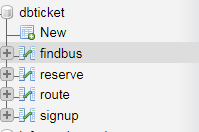 dbticket
New
findbus
reserve
route
signup